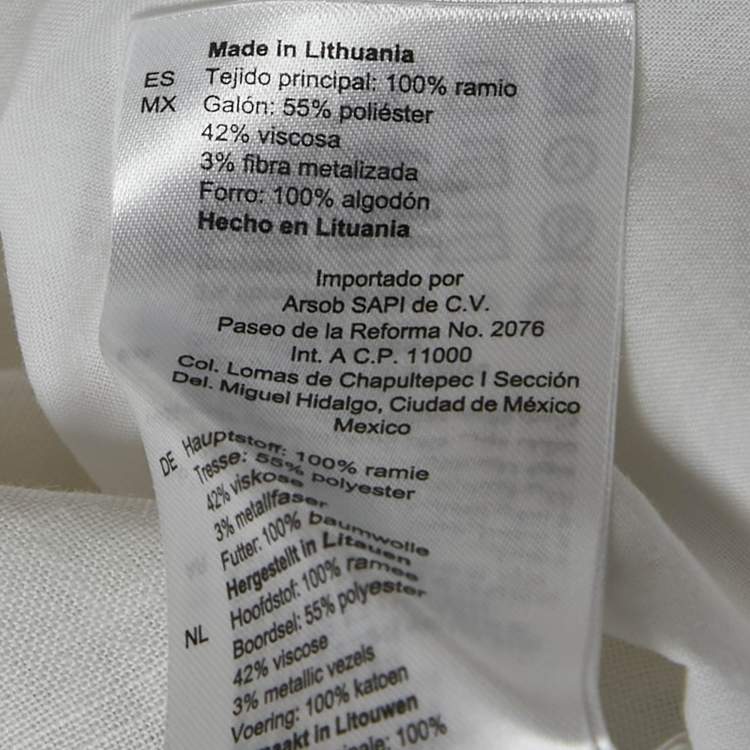 Made in Lithuania
ES Tejido principal: 100% ramio
MX Galón: 55% poliéster
42% viscosa
3% fibra metalizada
Forro: 100% algodón
Hecho en Lituania
Importado por
Arsob SAPI de C.V.
Paseo de la Reforma No. 2076
Int. A C.P. 11000
Col. Lomas de Chapultepec I Sección
Del. Miguel Hidalgo, Ciudad de México
Mexico
DE Hauptstoff: 100% ramie
Tresse: 55% polyester
42% viskose
3% metallfaser
Futter: 100% baumwolle
Hergestellt in Litauen
NL Hoofdstof: 100% ramee
Boordsel: 55% polyester
42% viscose
3% metallic vezels
Voering: 100% katoen
in Litouwen
100%